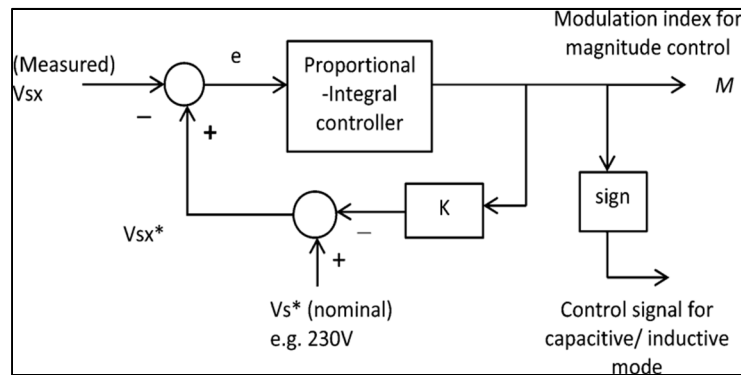 Modulation index for
magnitude control
(Measured)
Vsx
e
Proportional
-Integral
controller
M
−
+
K
sign
Vsx*
−
+
Vs* (nominal)
e.g. 230V
Control signal for
capacitive/ inductive
mode